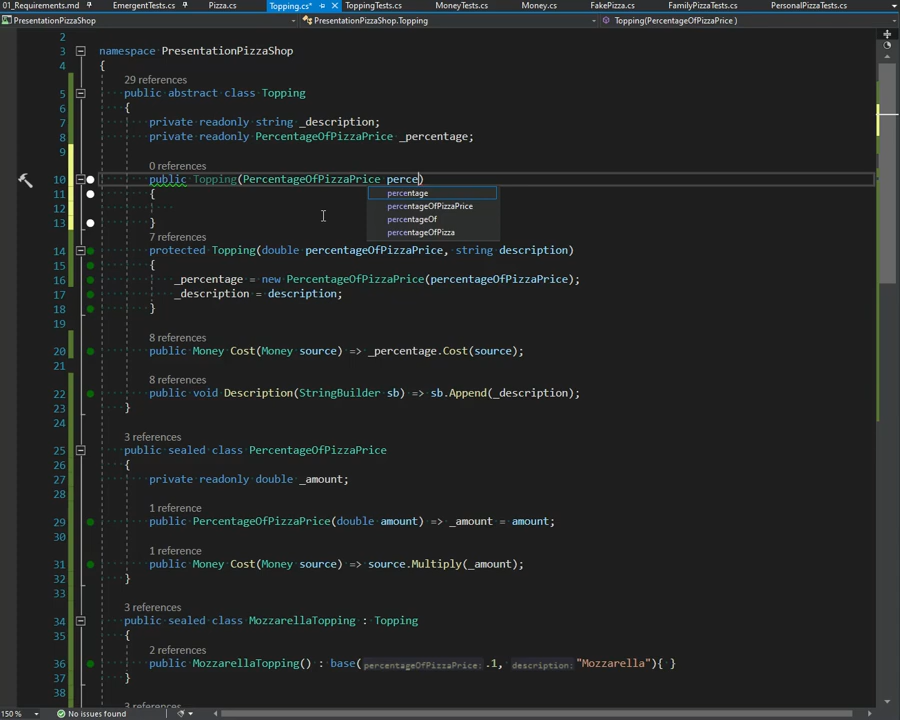 01_Requirements.md EmergentTests.cs Pizza.cs Topping.cs* ToppingTests.cs MoneyTests.cs Money.cs FakePizza.cs FamilyPizzaTests.cs PersonalPizzaTests.cs
PresentationPizzaShop PresentationPizzaShop.Topping Topping(PercentageOfPizzaPrice )
2
3 namespace PresentationPizzaShop
4 {
29 references
5 public abstract class Topping
6 {
7 private readonly string _description;
8 private readonly PercentageOfPizzaPrice _percentage;
9
0 references
10 public Topping(PercentageOfPizzaPrice perce)
percentage
11 {
percentageOfPizzaPrice
12
percentageOf
13 }
percentageOfPizza
7 references
14 protected Topping(double percentageOfPizzaPrice, string description)
15 {
16 _percentage = new PercentageOfPizzaPrice(percentageOfPizzaPrice);
17 _description = description;
18 }
19
8 references
20 public Money Cost(Money source) => _percentage.Cost(source);
21
8 references
22 public void Description(StringBuilder sb) => sb.Append(_description);
23 }
24
3 references
25 public sealed class PercentageOfPizzaPrice
26 {
27 private readonly double _amount;
28
1 reference
29 public PercentageOfPizzaPrice(double amount) => _amount = amount;
30
1 reference
31 public Money Cost(Money source) => source.Multiply(_amount);
32 }
33
3 references
34 public sealed class MozzarellaTopping : Topping
35 {
2 references
36 public MozzarellaTopping() : base(percentageOfPizzaPrice: .1, description: "Mozzarella"){ }
37 }
38
3 references
150 % No issues found